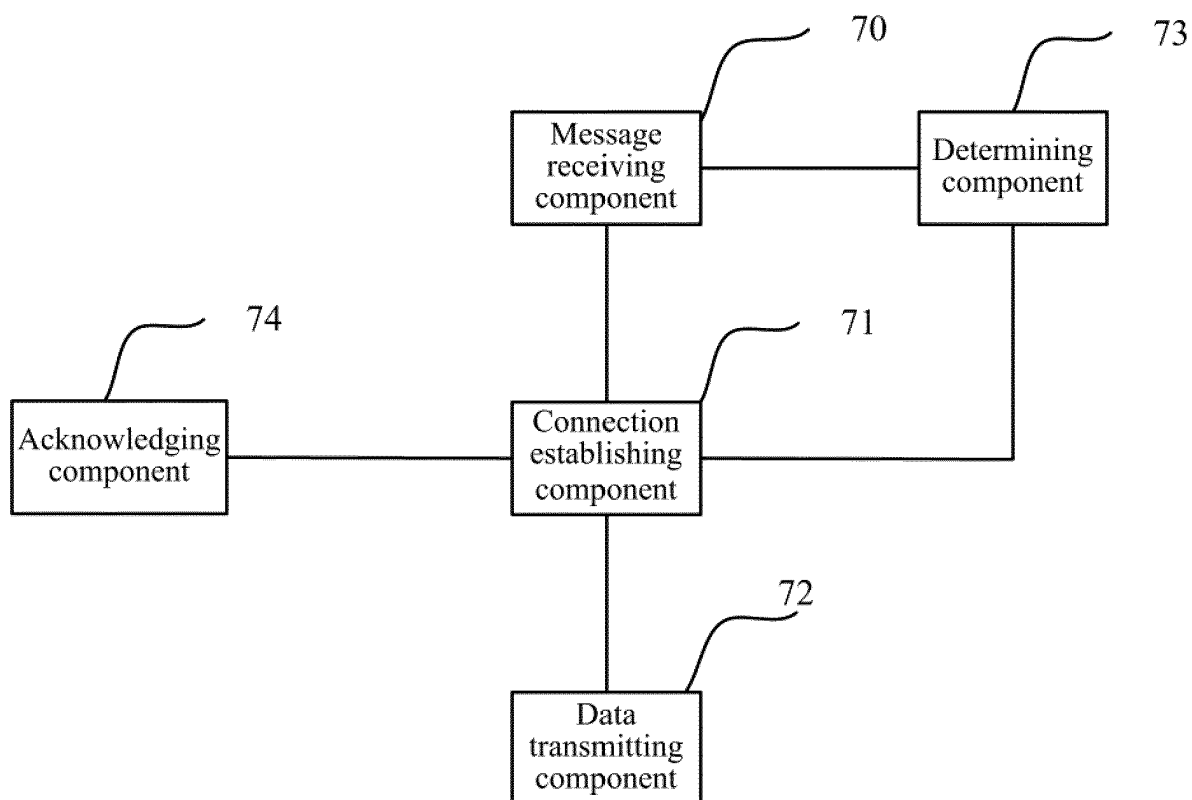 70
73
Message
receiving
component
Determining
component
74
71
Acknowledging
component
Connection
establishing
component
72
Data
transmitting
component